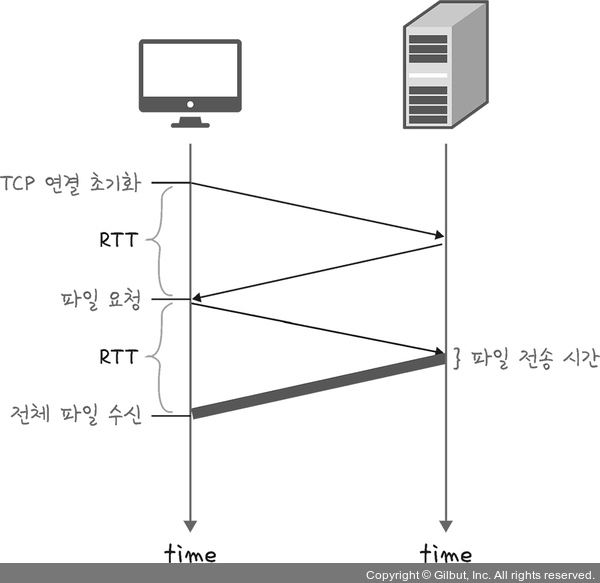 TCP 연결 초기화
RTT
파일 요청
RTT
} 파일 전송 시간
전체 파일 수신
time
time
Copyright © Gilbut, Inc. All rights reserved.